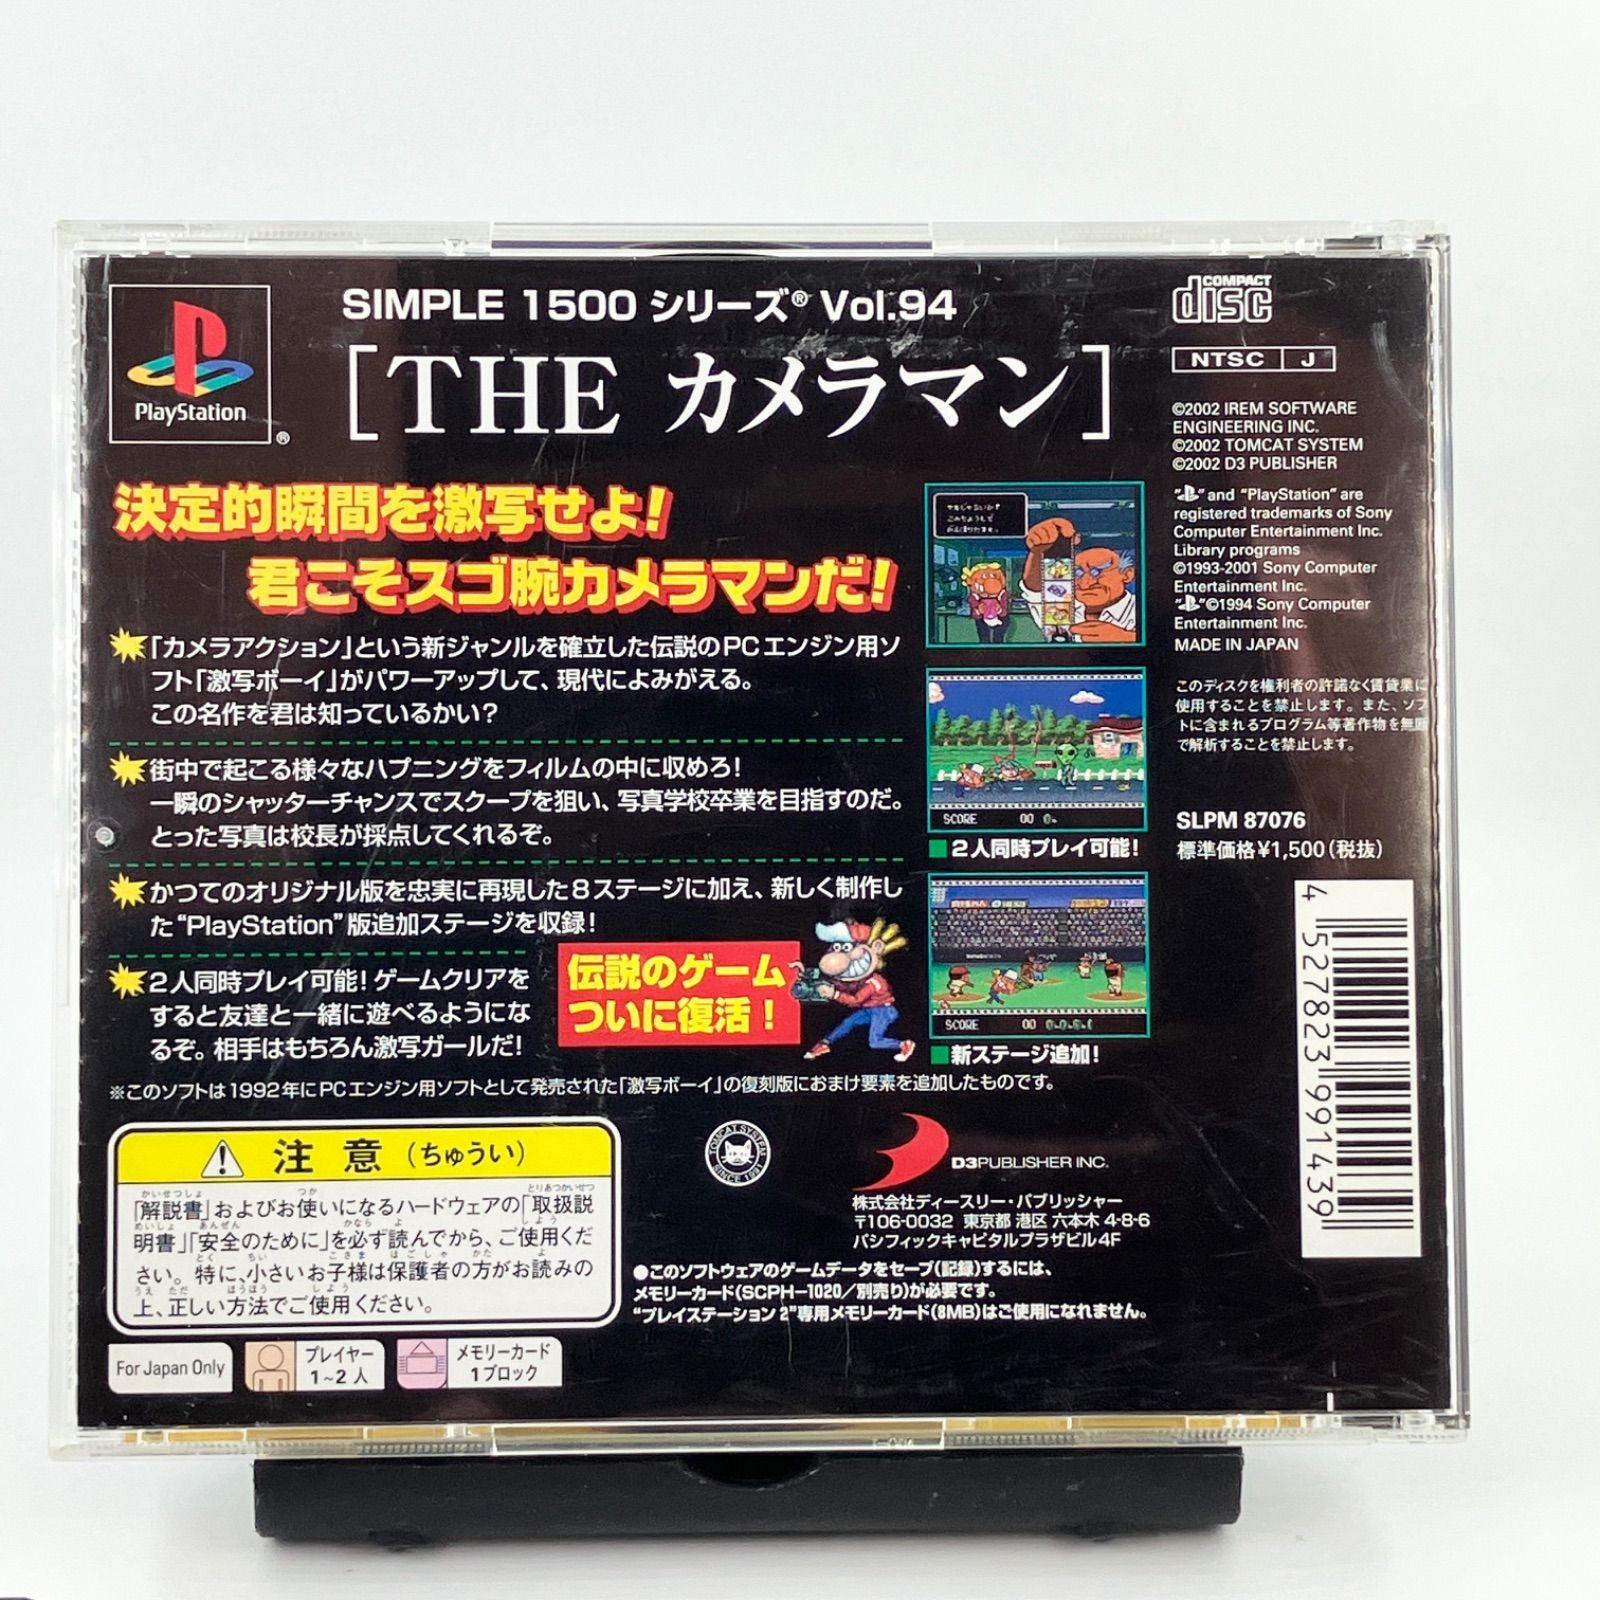 SIMPLE 1500 シリーズ® Vol.94
［THE カメラマン］
PlayStation
®
決定的瞬間を激写せよ!
君こそスゴ腕カメラマンだ!
「カメラアクション」という新ジャンルを確立した伝説のPCエンジン用ソ
フト「激写ボーイ」がパワーアップして、現代によみがえる。
この名作を君は知っているかい?
街中で起こる様々なハプニングをフィルムの中に収めろ!
一瞬のシャッターチャンスでスクープを狙い、写真学校卒業を目指すのだ。
とった写真は校長が採点してくれるぞ。
かつてのオリジナル版を忠実に再現した8ステージに加え、新しく制作し
た“PlayStation”版追加ステージを収録!
2人同時プレイ可能!ゲームクリアを
すると友達と一緒に遊べるようにな
るぞ。相手はもちろん激写ガールだ!
伝説のゲーム
ついに復活!
※このソフトは1992年にPCエンジン用ソフトとして発売された「激写ボーイ」の復刻版におまけ要素を追加したものです。
SCORE 00
■2人同時プレイ可能!
SCORE 00
■新ステージ追加!
COMPACT
disc
NTSC J
©2002 IREM SOFTWARE
ENGINEERING INC.
©2002 TOMCAT SYSTEM
©2002 D3 PUBLISHER
“ ” and “PlayStation” are
registered trademarks of Sony
Computer Entertainment Inc.
Library programs
©1993-2001 Sony Computer
Entertainment Inc.
“ ”©1994 Sony Computer
Entertainment Inc.
MADE IN JAPAN
このディスクを権利者の許諾なく賃貸業に
使用することを禁止します。また、ソフ
トに含まれるプログラム等著作物を無断
で解析することを禁止します。
SLPM 87076
標準価格¥1,500(税抜)
4 527823 991439
注 意 (ちゅうい)
「解説書」およびお使いになるハードウェアの「取扱説
明書」「安全のために」を必ず読んでから、ご使用くだ
さい。特に、小さいお子様は保護者の方がお読みの
上、正しい方法でご使用ください。
For Japan Only
プレイヤー
1~2 人
メモリーカード
1ブロック
TOMCAT SYSTEM
SINCE 1991
D3PUBLISHER INC.
株式会社ディースリー・パブリッシャー
〒106-0032 東京都 港区 六本木 4-8-6
パシフィックキャピタルプラザビル4F
●このソフトウェアのゲームデータをセーブ(記録)するには、
メモリーカード(SCPH-1020/別売り)が必要です。
“プレイステーション 2”専用メモリーカード(8MB)はご使用になれません。